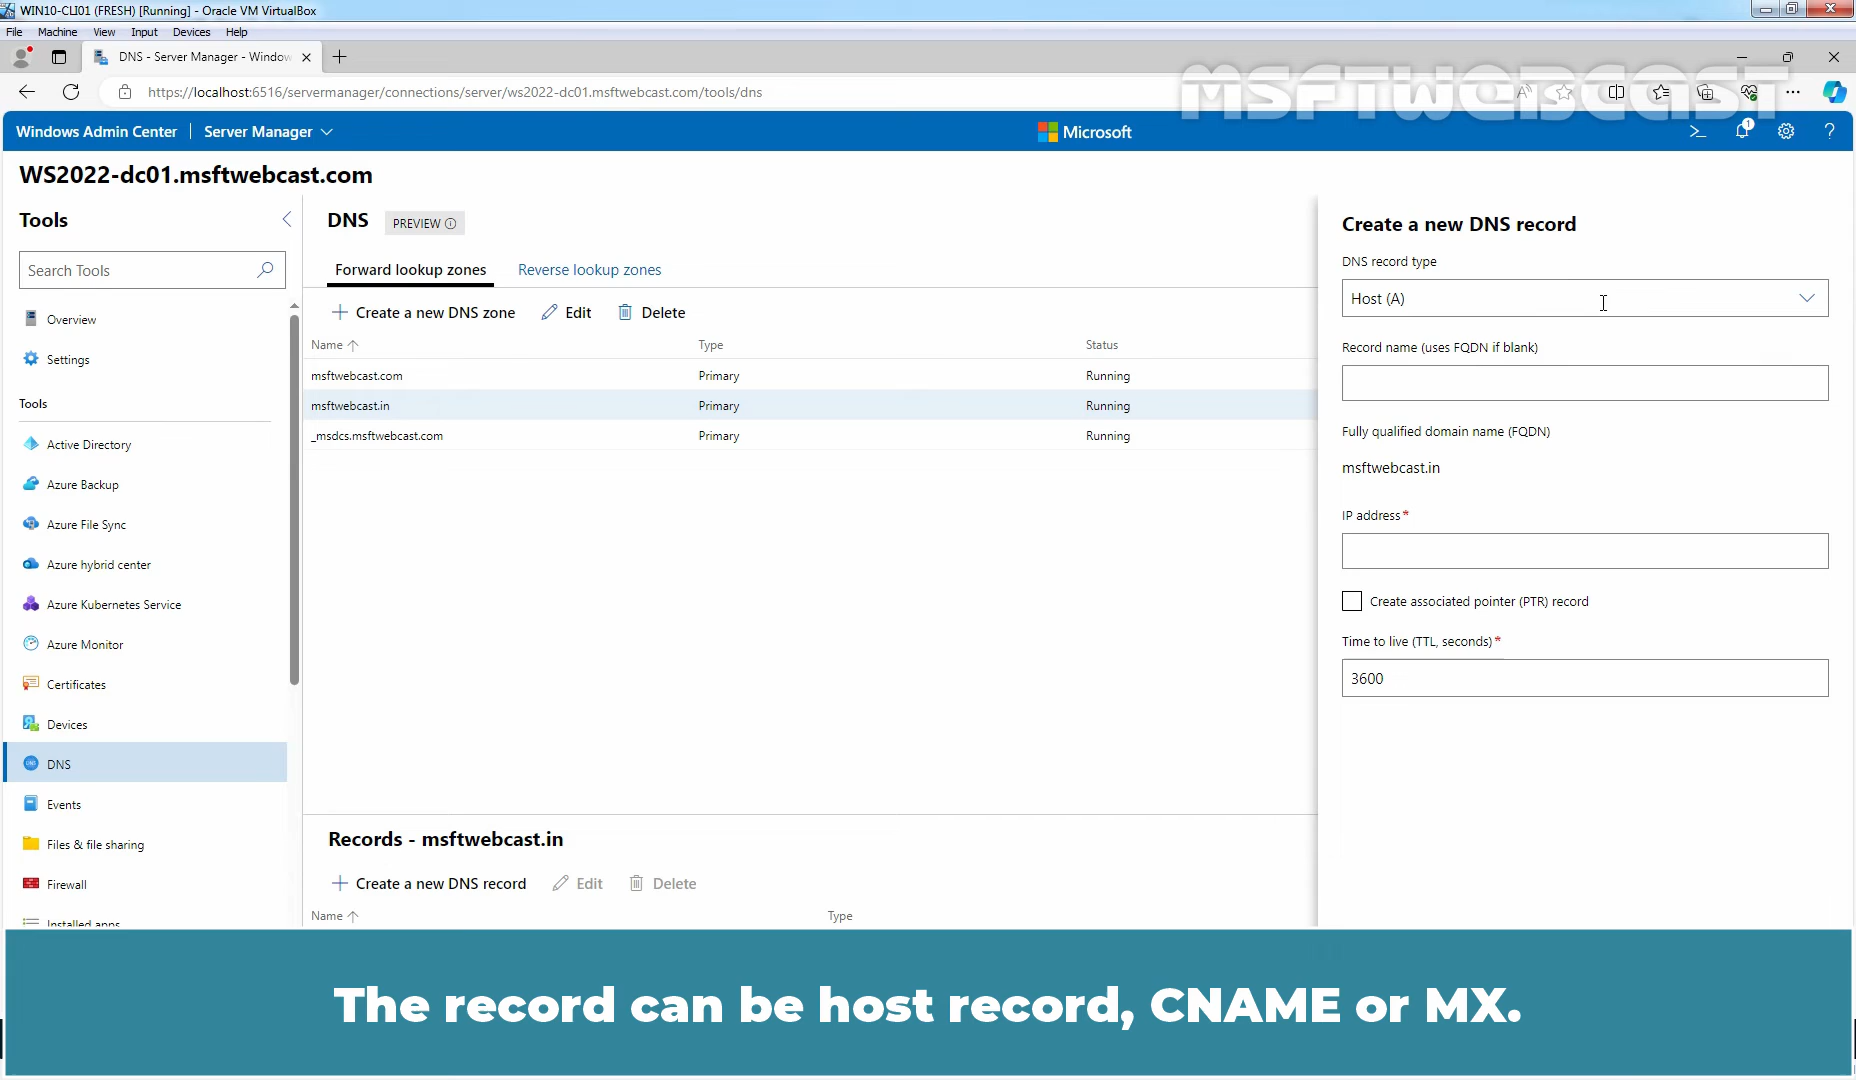 WIN10-CLI01 (FRESH) [Running] - Oracle VM VirtualBox
File Machine View Input Devices Help
DNS - Server Manager - Window
https://localhost:6516/servermanager/connections/server/ws2022-dc01.msftwebcast.com/tools/dns
MSFTWEBCAST
Windows Admin Center Server Manager Microsoft 1 ?
WS2022-dc01.msftwebcast.com
Tools
Search Tools
Overview
Settings
Tools
Active Directory
Azure Backup
Azure File Sync
Azure hybrid center
Azure Kubernetes Service
Azure Monitor
Certificates
Devices
DNS
Events
Files & file sharing
Firewall
Installed apps
DNS PREVIEW
Forward lookup zones Reverse lookup zones
Create a new DNS zone Edit Delete
Name Type Status
msftwebcast.com Primary Running
msftwebcast.in Primary Running
_msdcs.msftwebcast.com Primary Running
Records - msftwebcast.in
Create a new DNS record Edit Delete
Name Type
Create a new DNS record
DNS record type
Host (A)
Record name (uses FQDN if blank)
Fully qualified domain name (FQDN)
msftwebcast.in
IP address*
Create associated pointer (PTR) record
Time to live (TTL, seconds)*
3600
The record can be host record, CNAME or MX.